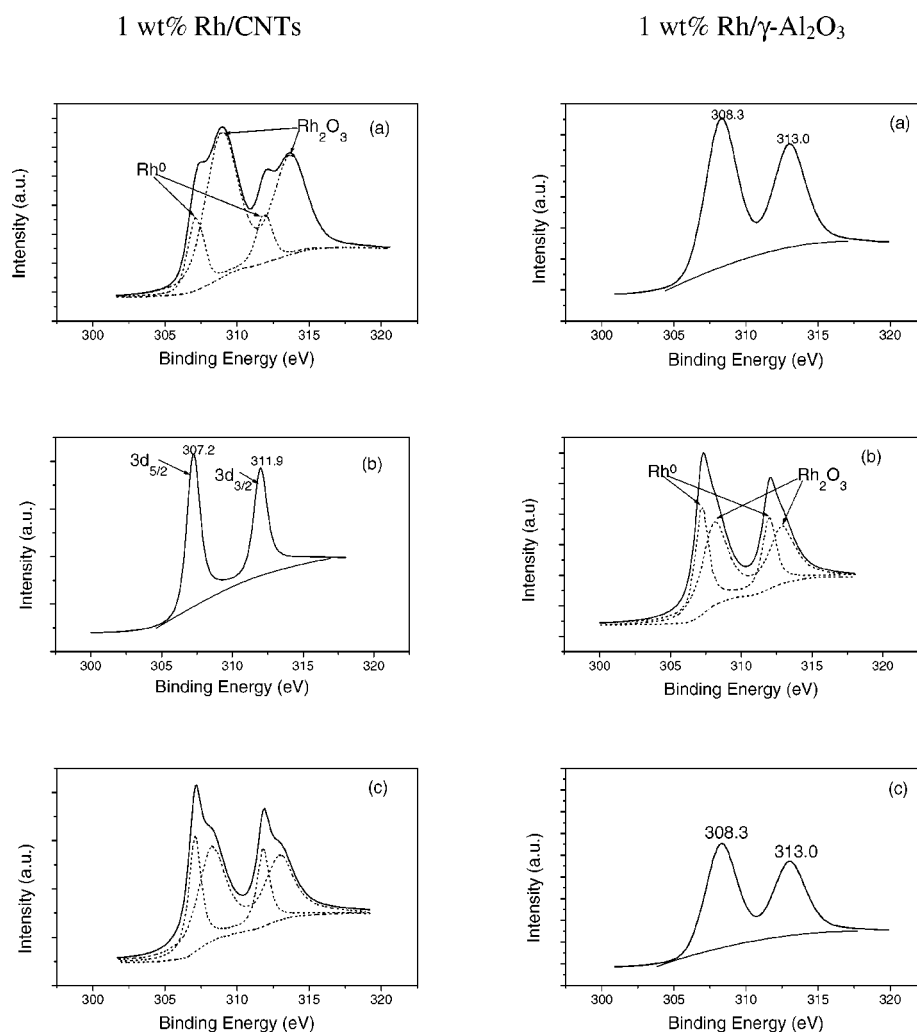 1 wt% Rh/CNTs
1 wt% Rh/γ-Al₂O₃
(a)
Rh₂O₃
Rh⁰
Intensity (a.u.)
300 305 310 315 320
Binding Energy (eV)
(a)
308.3
313.0
Intensity (a.u.)
300 305 310 315 320
Binding Energy (eV)
(b)
307.2
311.9
3d₅/₂
3d₃/₂
Intensity (a.u.)
300 305 310 315 320
Binding Energy (eV)
(b)
Rh⁰
Rh₂O₃
Intensity (a.u)
300 305 310 315 320
Binding Energy (eV)
(c)
Intensity (a.u.)
300 305 310 315 320
Binding Energy (eV)
(c)
308.3
313.0
Intensity (a.u.)
300 305 310 315 320
Binding Energy (eV)